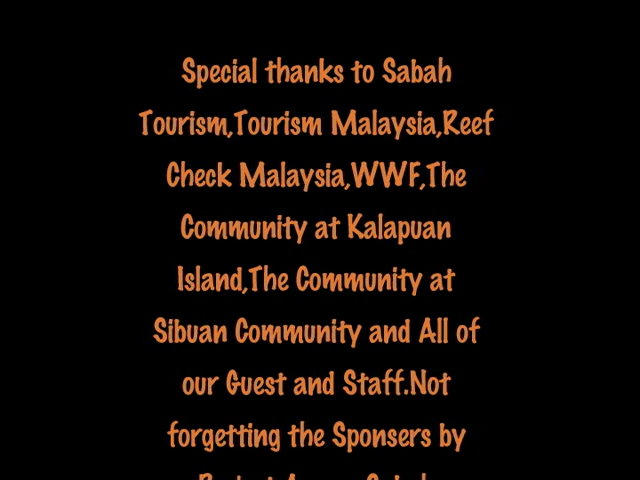 Special thanks to Sabah
Tourism,Tourism Malaysia,Reef
Check Malaysia,WWF,The
Community at Kalapuan
Island,The Community at
Sibuan Community and All of
our Guest and Staff.Not
forgetting the Sponsers by